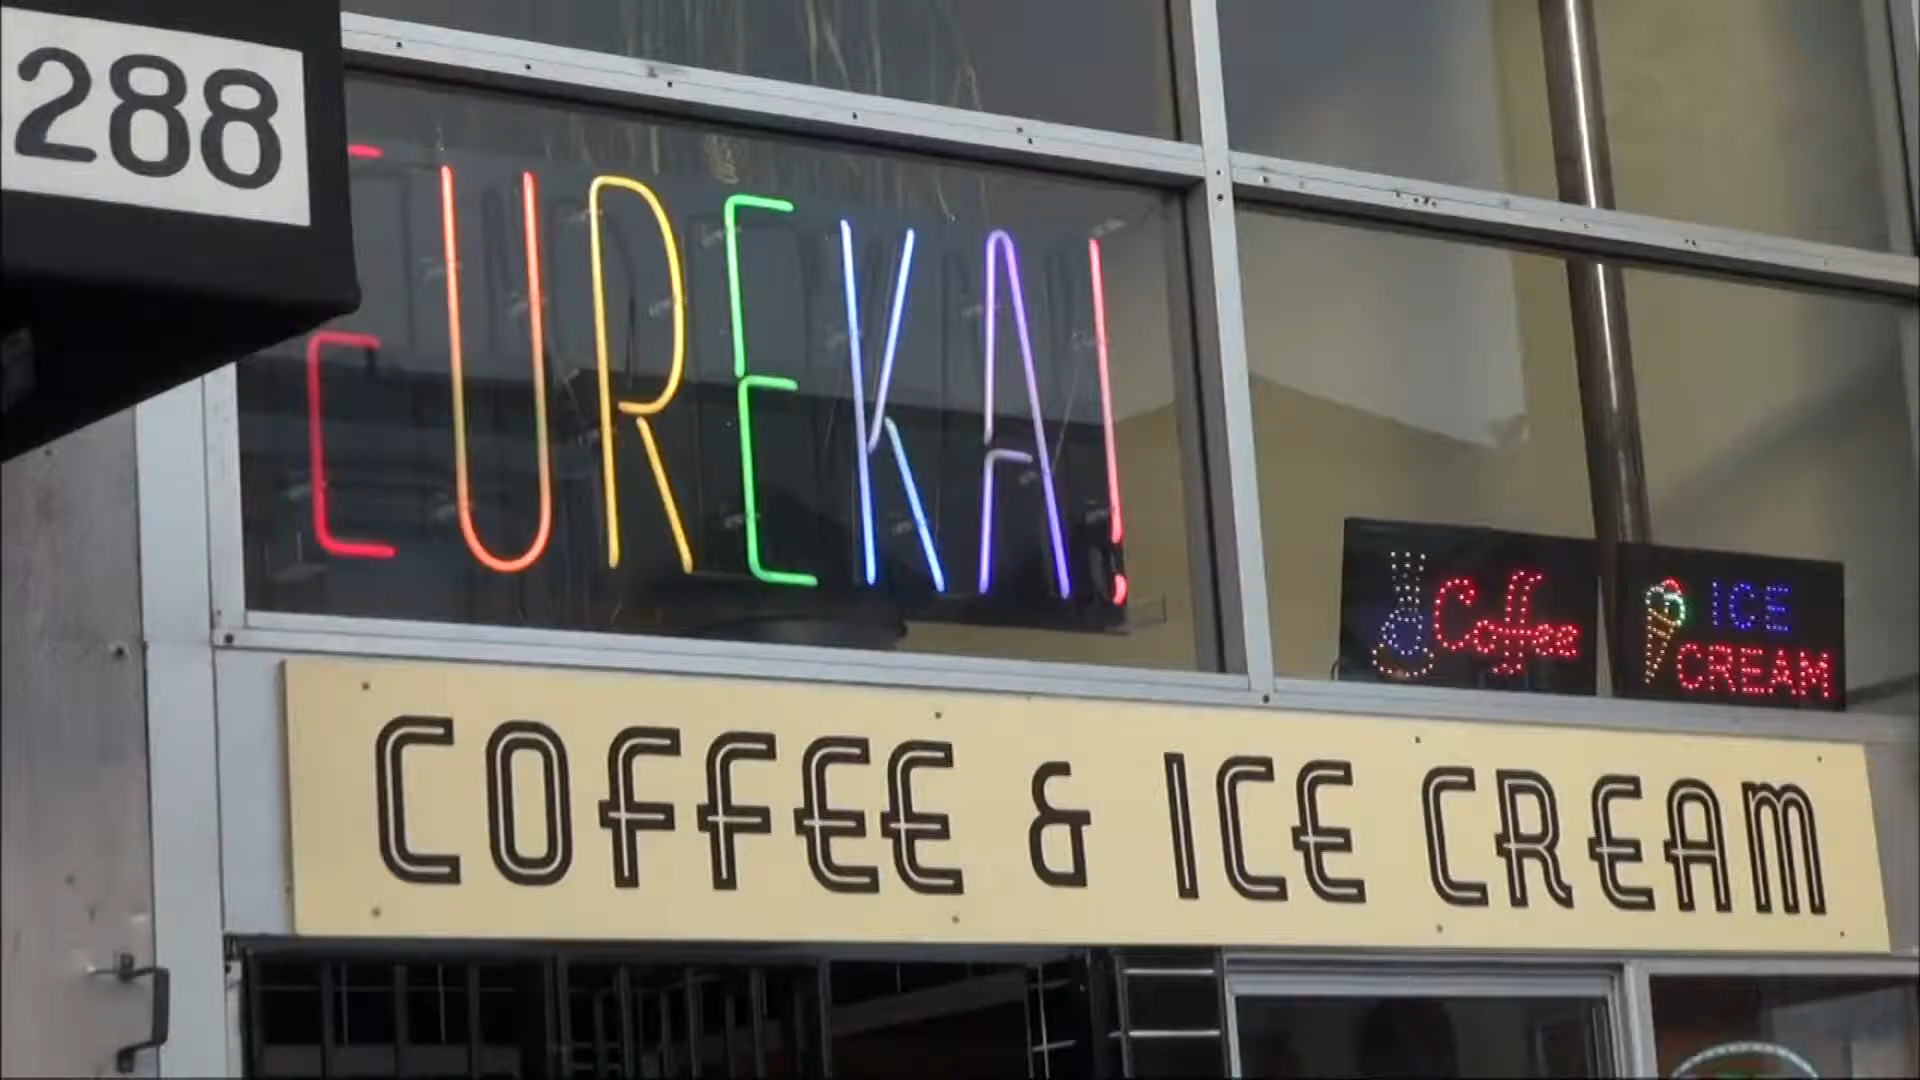 288
EUREKA!
Coffee
ICE
CREAM
COFFEE & ICE CREAM